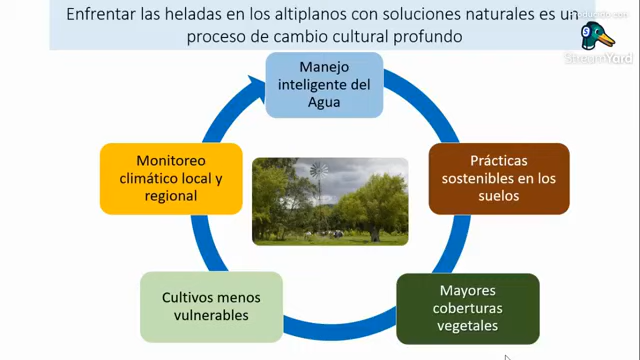 Enfrentar las heladas en los altiplanos con soluciones naturales es un
proceso de cambio cultural profundo
StreamYard
Manejo
inteligente del
Agua
Monitoreo
climático local y
regional
Prácticas
sostenibles en los
suelos
Cultivos menos
vulnerables
Mayores
coberturas
vegetales